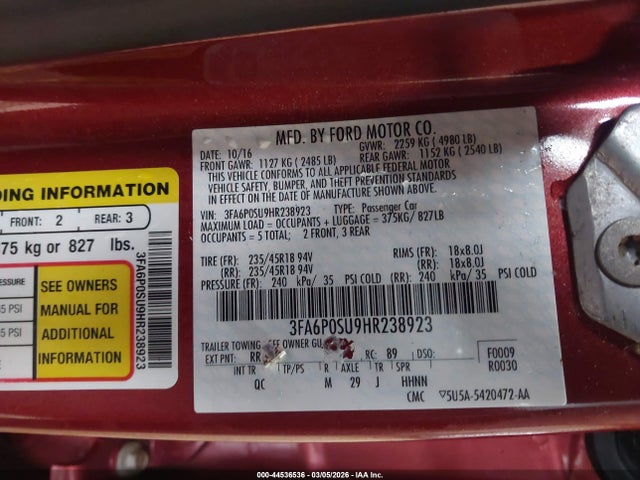 DING INFORMATION
FRONT: 2 REAR: 3
75 kg or 827 lbs.
SEE OWNERS
MANUAL FOR
ADDITIONAL
INFORMATION
3FA6P0SU9HR238923
MFD. BY FORD MOTOR CO.
DATE: 10/16 GVWR: 2259 KG (4980 LB)
FRONT GAWR: 1127 KG (2485 LB) REAR GAWR: 1152 KG (2540 LB)
THIS VEHICLE CONFORMS TO ALL APPLICABLE FEDERAL MOTOR
VEHICLE SAFETY, BUMPER, AND THEFT PREVENTION STANDARDS
IN EFFECT ON THE DATE OF MANUFACTURE SHOWN ABOVE.
VIN: 3FA6P0SU9HR238923 TYPE: Passenger Car
MAXIMUM LOAD = OCCUPANTS + LUGGAGE = 375KG/ 827LB
OCCUPANTS = 5 TOTAL; 2 FRONT, 3 REAR
TIRE (FR): 235/45R18 94V RIMS (FR): 18x8.0J
(RR): 235/45R18 94V (RR): 18x8.0J
PRESSURE (FR): 240 kPa/ 35 PSI COLD (RR): 240 kPa/ 35 PSI COLD
3FA6P0SU9HR238923
TRAILER TOWING - SEE OWNER GU
EXT PNT: RR RC: 89 DSO:
F0009
R0030
INT TR TP/PS R AXLE TR SPR
QC M 29 J HHNN
CMC ▽5U5A-5420472-AA
000-44536536 - 03/05/2026 - IAA Inc.